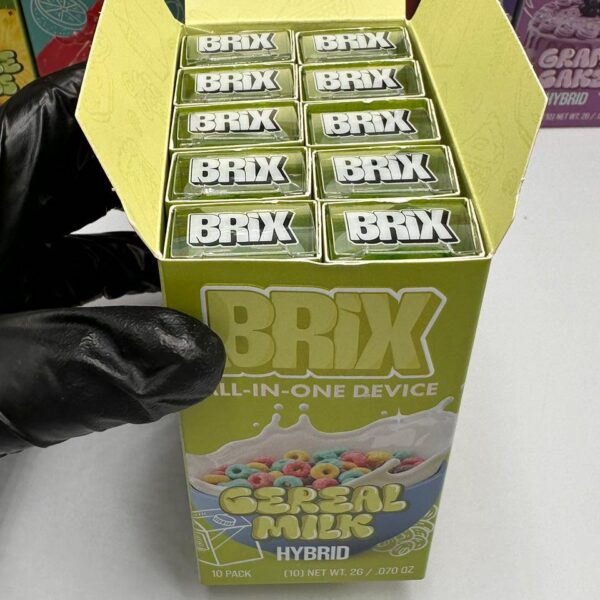 BRiX BRiX
BRiX BRiX
BRiX BRiX
BRiX BRiX
BRiX BRiX
BRiX
ALL-IN-ONE DEVICE
CEREAL
MILK
HYBRID
10 PACK (10) NET WT. 2G / .070 OZ
HYBRID